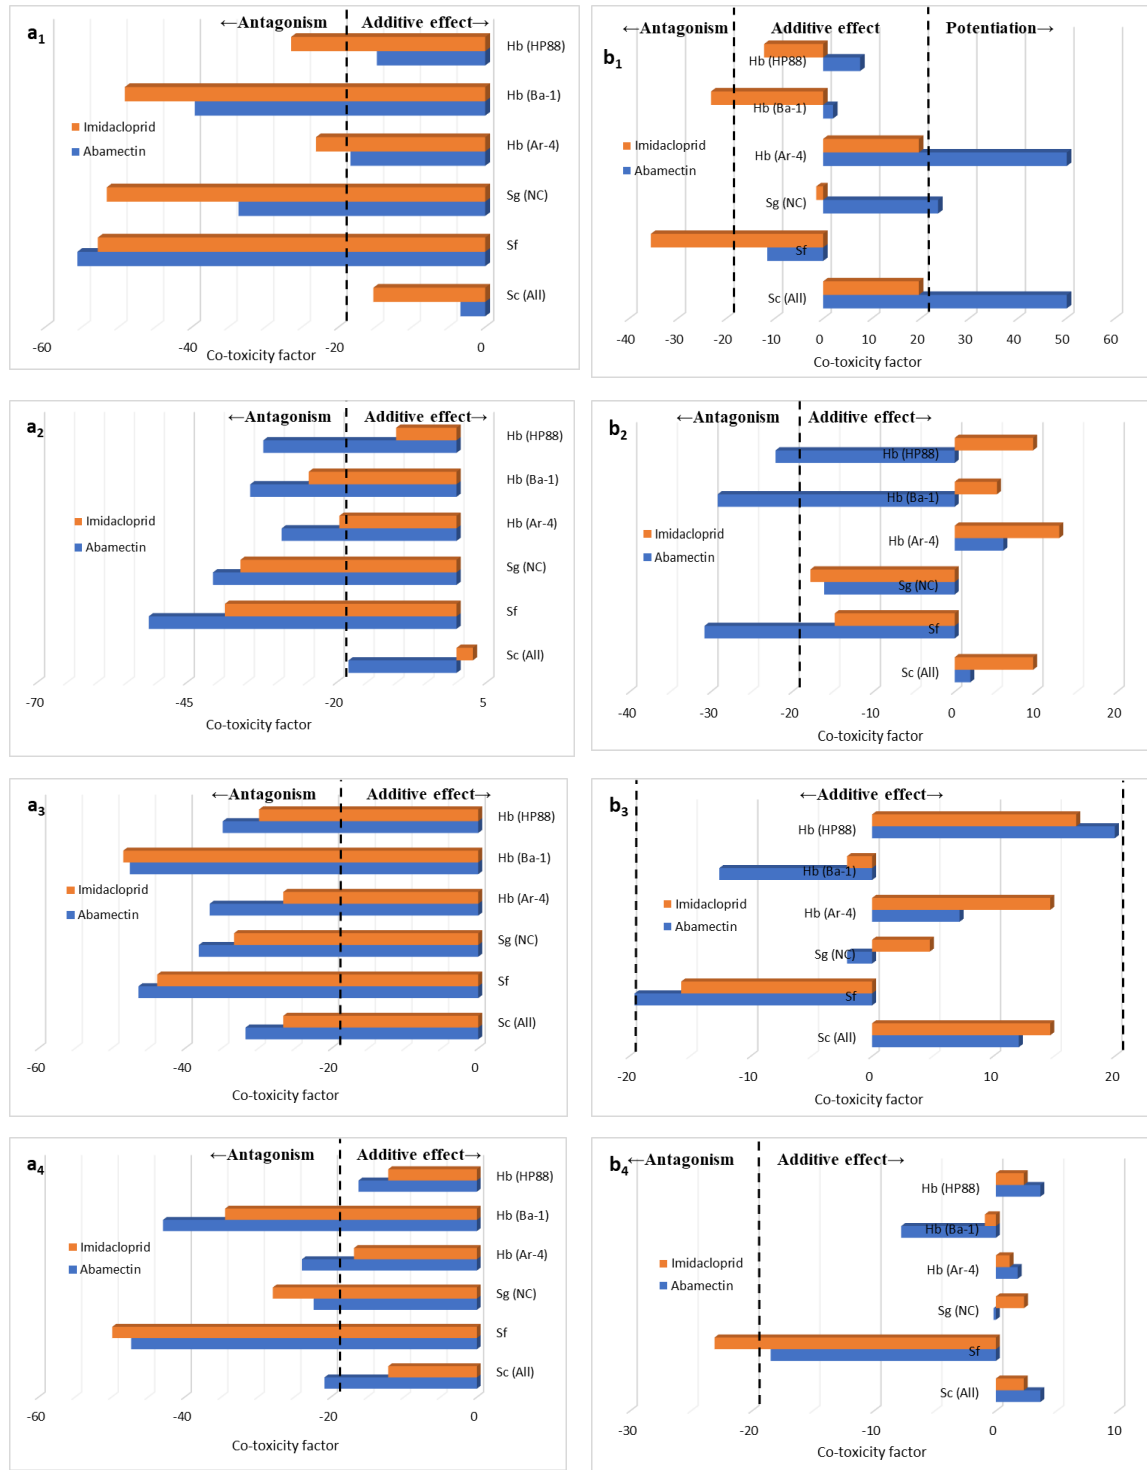 a1
←Antagonism
Additive effect→
Hb (HP88)
Hb (Ba-1)
Hb (Ar-4)
Sg (NC)
Sf
Sc (All)
Imidacloprid
Abamectin
-60 -40 -20 0
Co-toxicity factor
b1
←Antagonism
Additive effect
Potentiation→
Hb (HP88)
Hb (Ba-1)
Hb (Ar-4)
Sg (NC)
Sf
Sc (All)
Imidacloprid
Abamectin
-40 -30 -20 -10 0 10 20 30 40 50 60
Co-toxicity factor
a2
←Antagonism
Additive effect→
Hb (HP88)
Hb (Ba-1)
Hb (Ar-4)
Sg (NC)
Sf
Sc (All)
Imidacloprid
Abamectin
-70 -45 -20 5
Co-toxicity factor
b2
←Antagonism
Additive effect→
Hb (HP88)
Hb (Ba-1)
Hb (Ar-4)
Sg (NC)
Sf
Sc (All)
Imidacloprid
Abamectin
-40 -30 -20 -10 0 10 20
Co-toxicity factor
a3
←Antagonism
Additive effect→
Hb (HP88)
Hb (Ba-1)
Hb (Ar-4)
Sg (NC)
Sf
Sc (All)
Imidacloprid
Abamectin
-60 -40 -20 0
Co-toxicity factor
b3
←Additive effect→
Hb (HP88)
Hb (Ba-1)
Hb (Ar-4)
Sg (NC)
Sf
Sc (All)
Imidacloprid
Abamectin
-20 -10 0 10 20
Co-toxicity factor
a4
←Antagonism
Additive effect→
Hb (HP88)
Hb (Ba-1)
Hb (Ar-4)
Sg (NC)
Sf
Sc (All)
Imidacloprid
Abamectin
-60 -40 -20 0
Co-toxicity factor
b4
←Antagonism
Additive effect→
Hb (HP88)
Hb (Ba-1)
Hb (Ar-4)
Sg (NC)
Sf
Sc (All)
Imidacloprid
Abamectin
-30 -20 -10 0 10
Co-toxicity factor